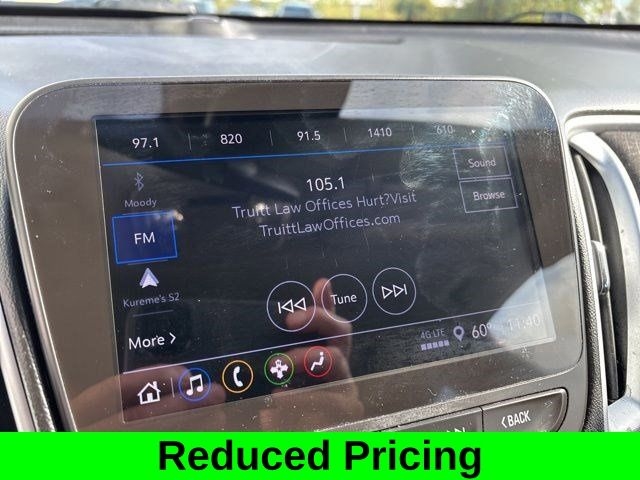 97.1 820 91.5 1410 610
Sound
Moody
105.1
Browse
Truitt Law Offices Hurt?Visit
TruittLawOffices.com
FM
Kureme's S2
Tune
More >
4G LTE
60° 11:40
<BACK
Reduced Pricing